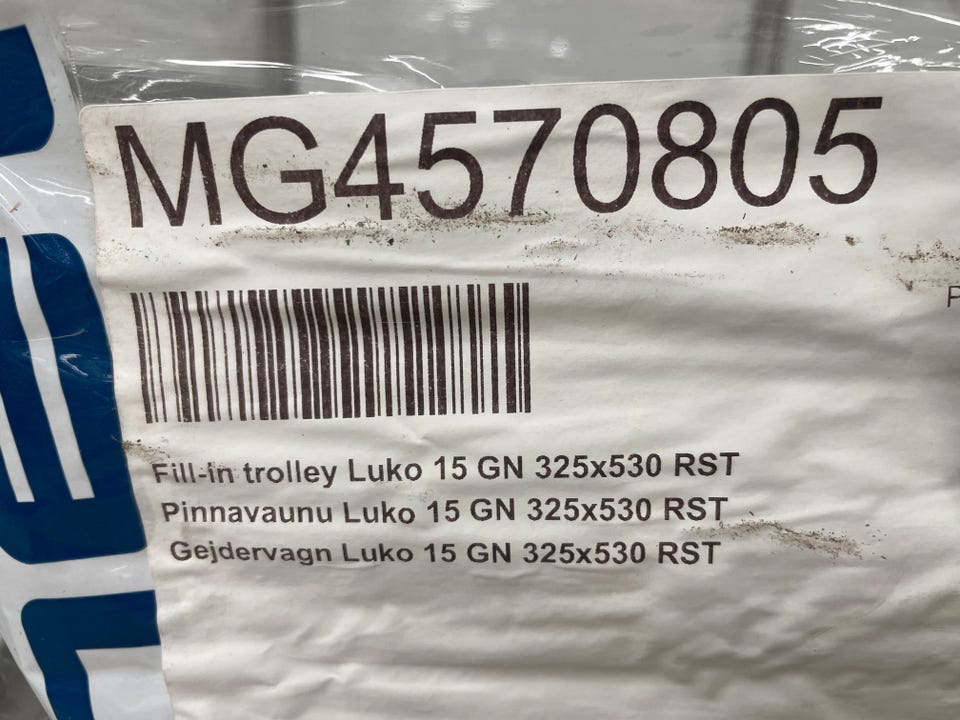 MG4570805
P
Fill-in trolley Luko 15 GN 325x530 RST
Pinnavaunu Luko 15 GN 325x530 RST
Gejdervagn Luko 15 GN 325x530 RST